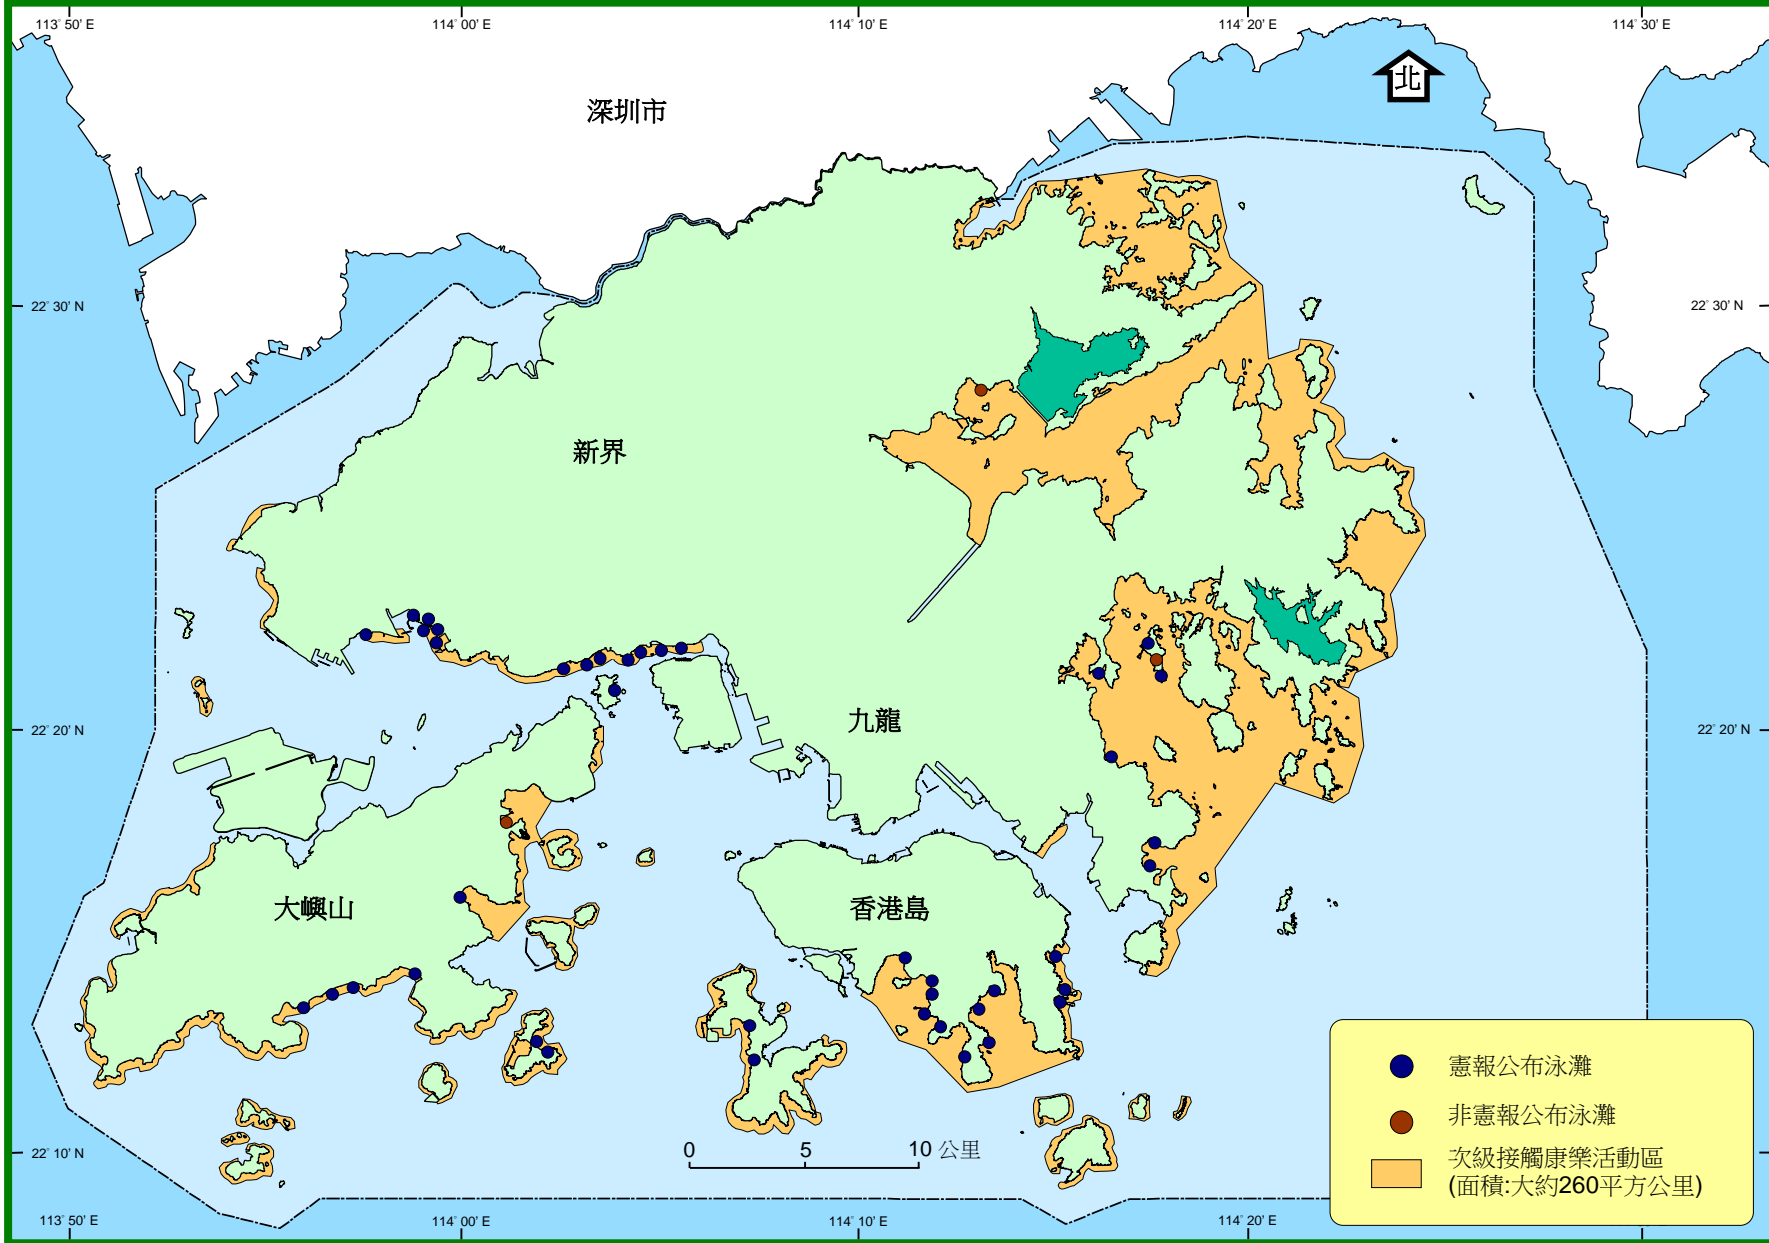 113° 50' E
114° 00' E
114° 10' E
114° 20' E
114° 30' E
北
深圳市
22° 30' N
22° 30' N
新界
九龍
22° 20' N
22° 20' N
大嶼山
香港島
憲報公布泳灘
非憲報公布泳灘
次級接觸康樂活動區
(面積:大約260平方公里)
0 5 10 公里
22° 10' N
113° 50' E
114° 00' E
114° 10' E
114° 20' E